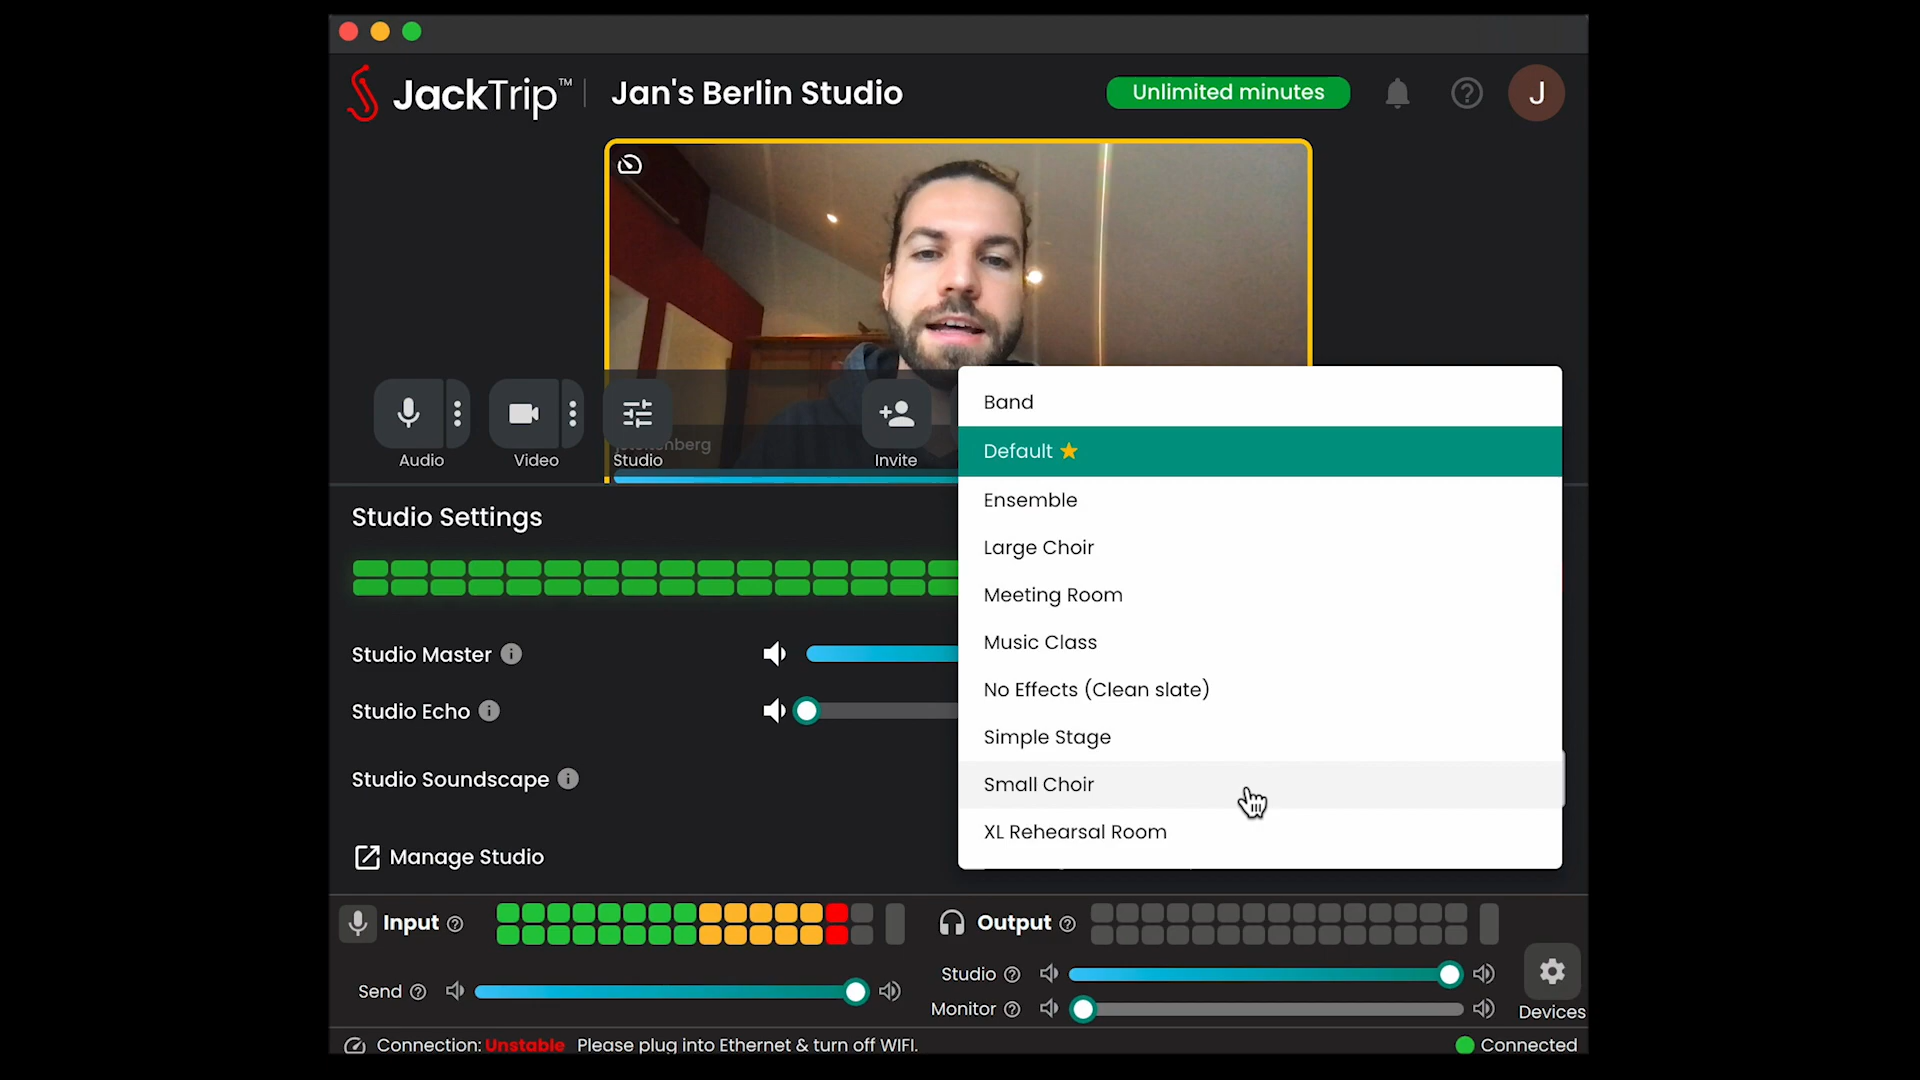 JackTrip™
Jan's Berlin Studio
Unlimited minutes
J
Audio
Video
Studio
Invite
Band
Default
Ensemble
Large Choir
Meeting Room
Music Class
No Effects (Clean slate)
Simple Stage
Small Choir
XL Rehearsal Room
Studio Settings
Studio Master
Studio Echo
Studio Soundscape
Manage Studio
Input
Send
Output
Studio
Monitor
Devices
Connection: Unstable Please plug into Ethernet & turn off WIFI.
Connected